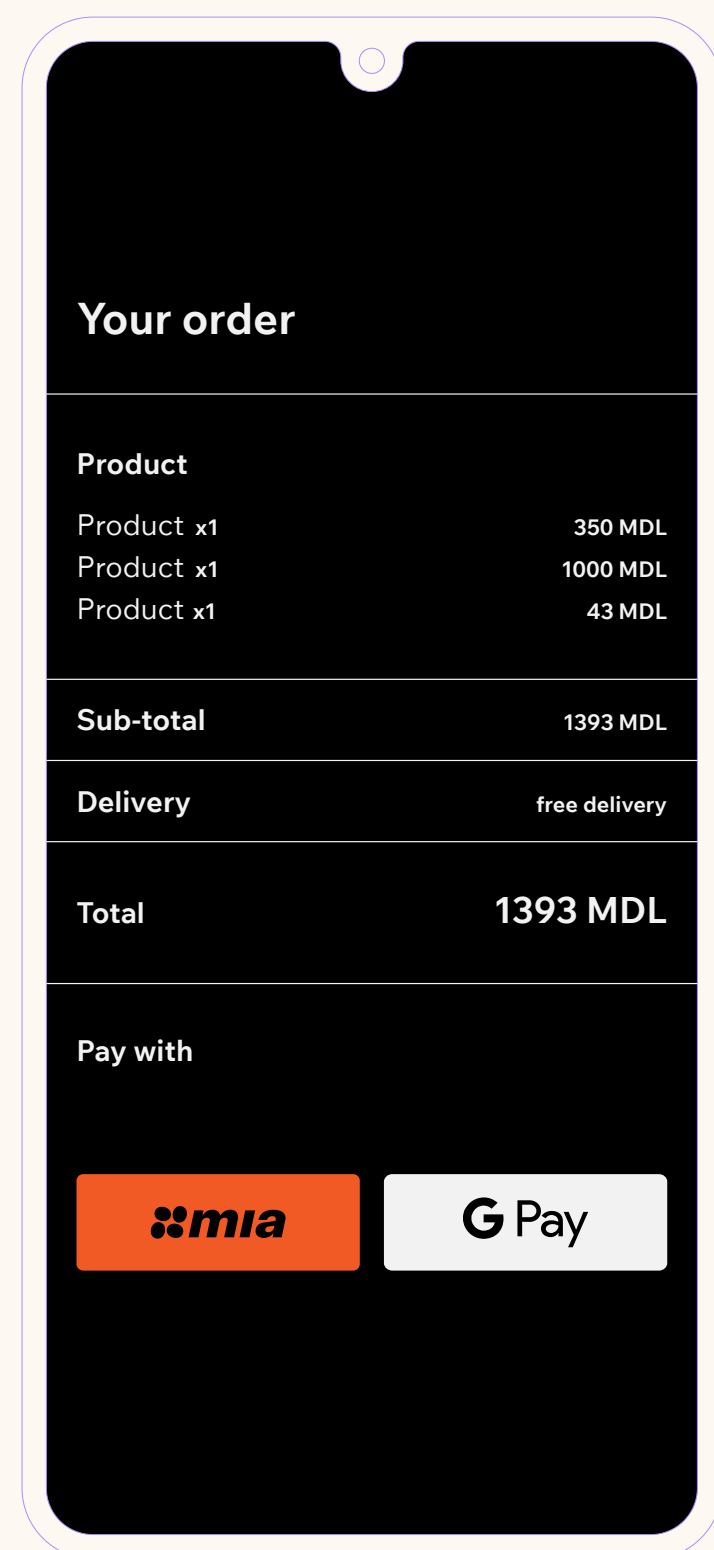 Your order
Product
Product x1 350 MDL
Product x1 1000 MDL
Product x1 43 MDL
Sub-total 1393 MDL
Delivery free delivery
Total 1393 MDL
Pay with
mia G Pay